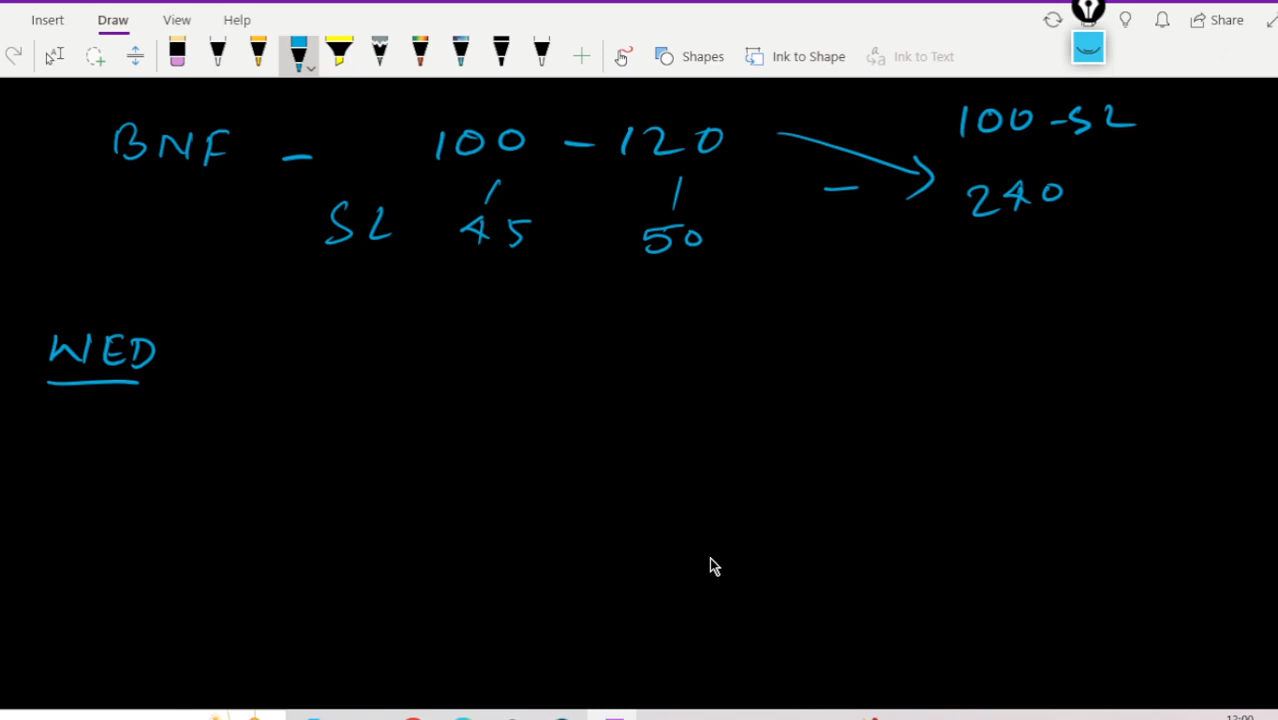 Insert Draw View Help Share
Shapes Ink to Shape Ink to Text
100 - SL
BNF - 100 - 120
- 240
SL 45 50
WED